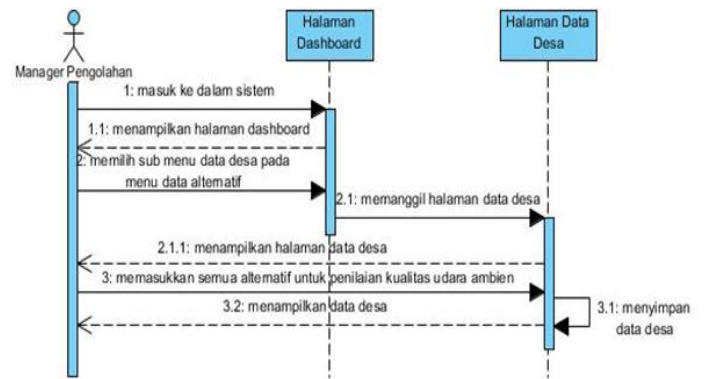 Halaman
Dashboard
Halaman Data
Desa
Manager Pengolahan
1: masuk ke dalam sistem
1.1: menampilkan halaman dashboard
2: memilih sub menu data desa pada
menu data alternatif
2.1: memanggil halaman data desa
2.1.1: menampilkan halaman data desa
3: memasukkan semua alternatif untuk penilaian kualitas udara ambien
3.1: menyimpan
data desa
3.2: menampilkan data desa